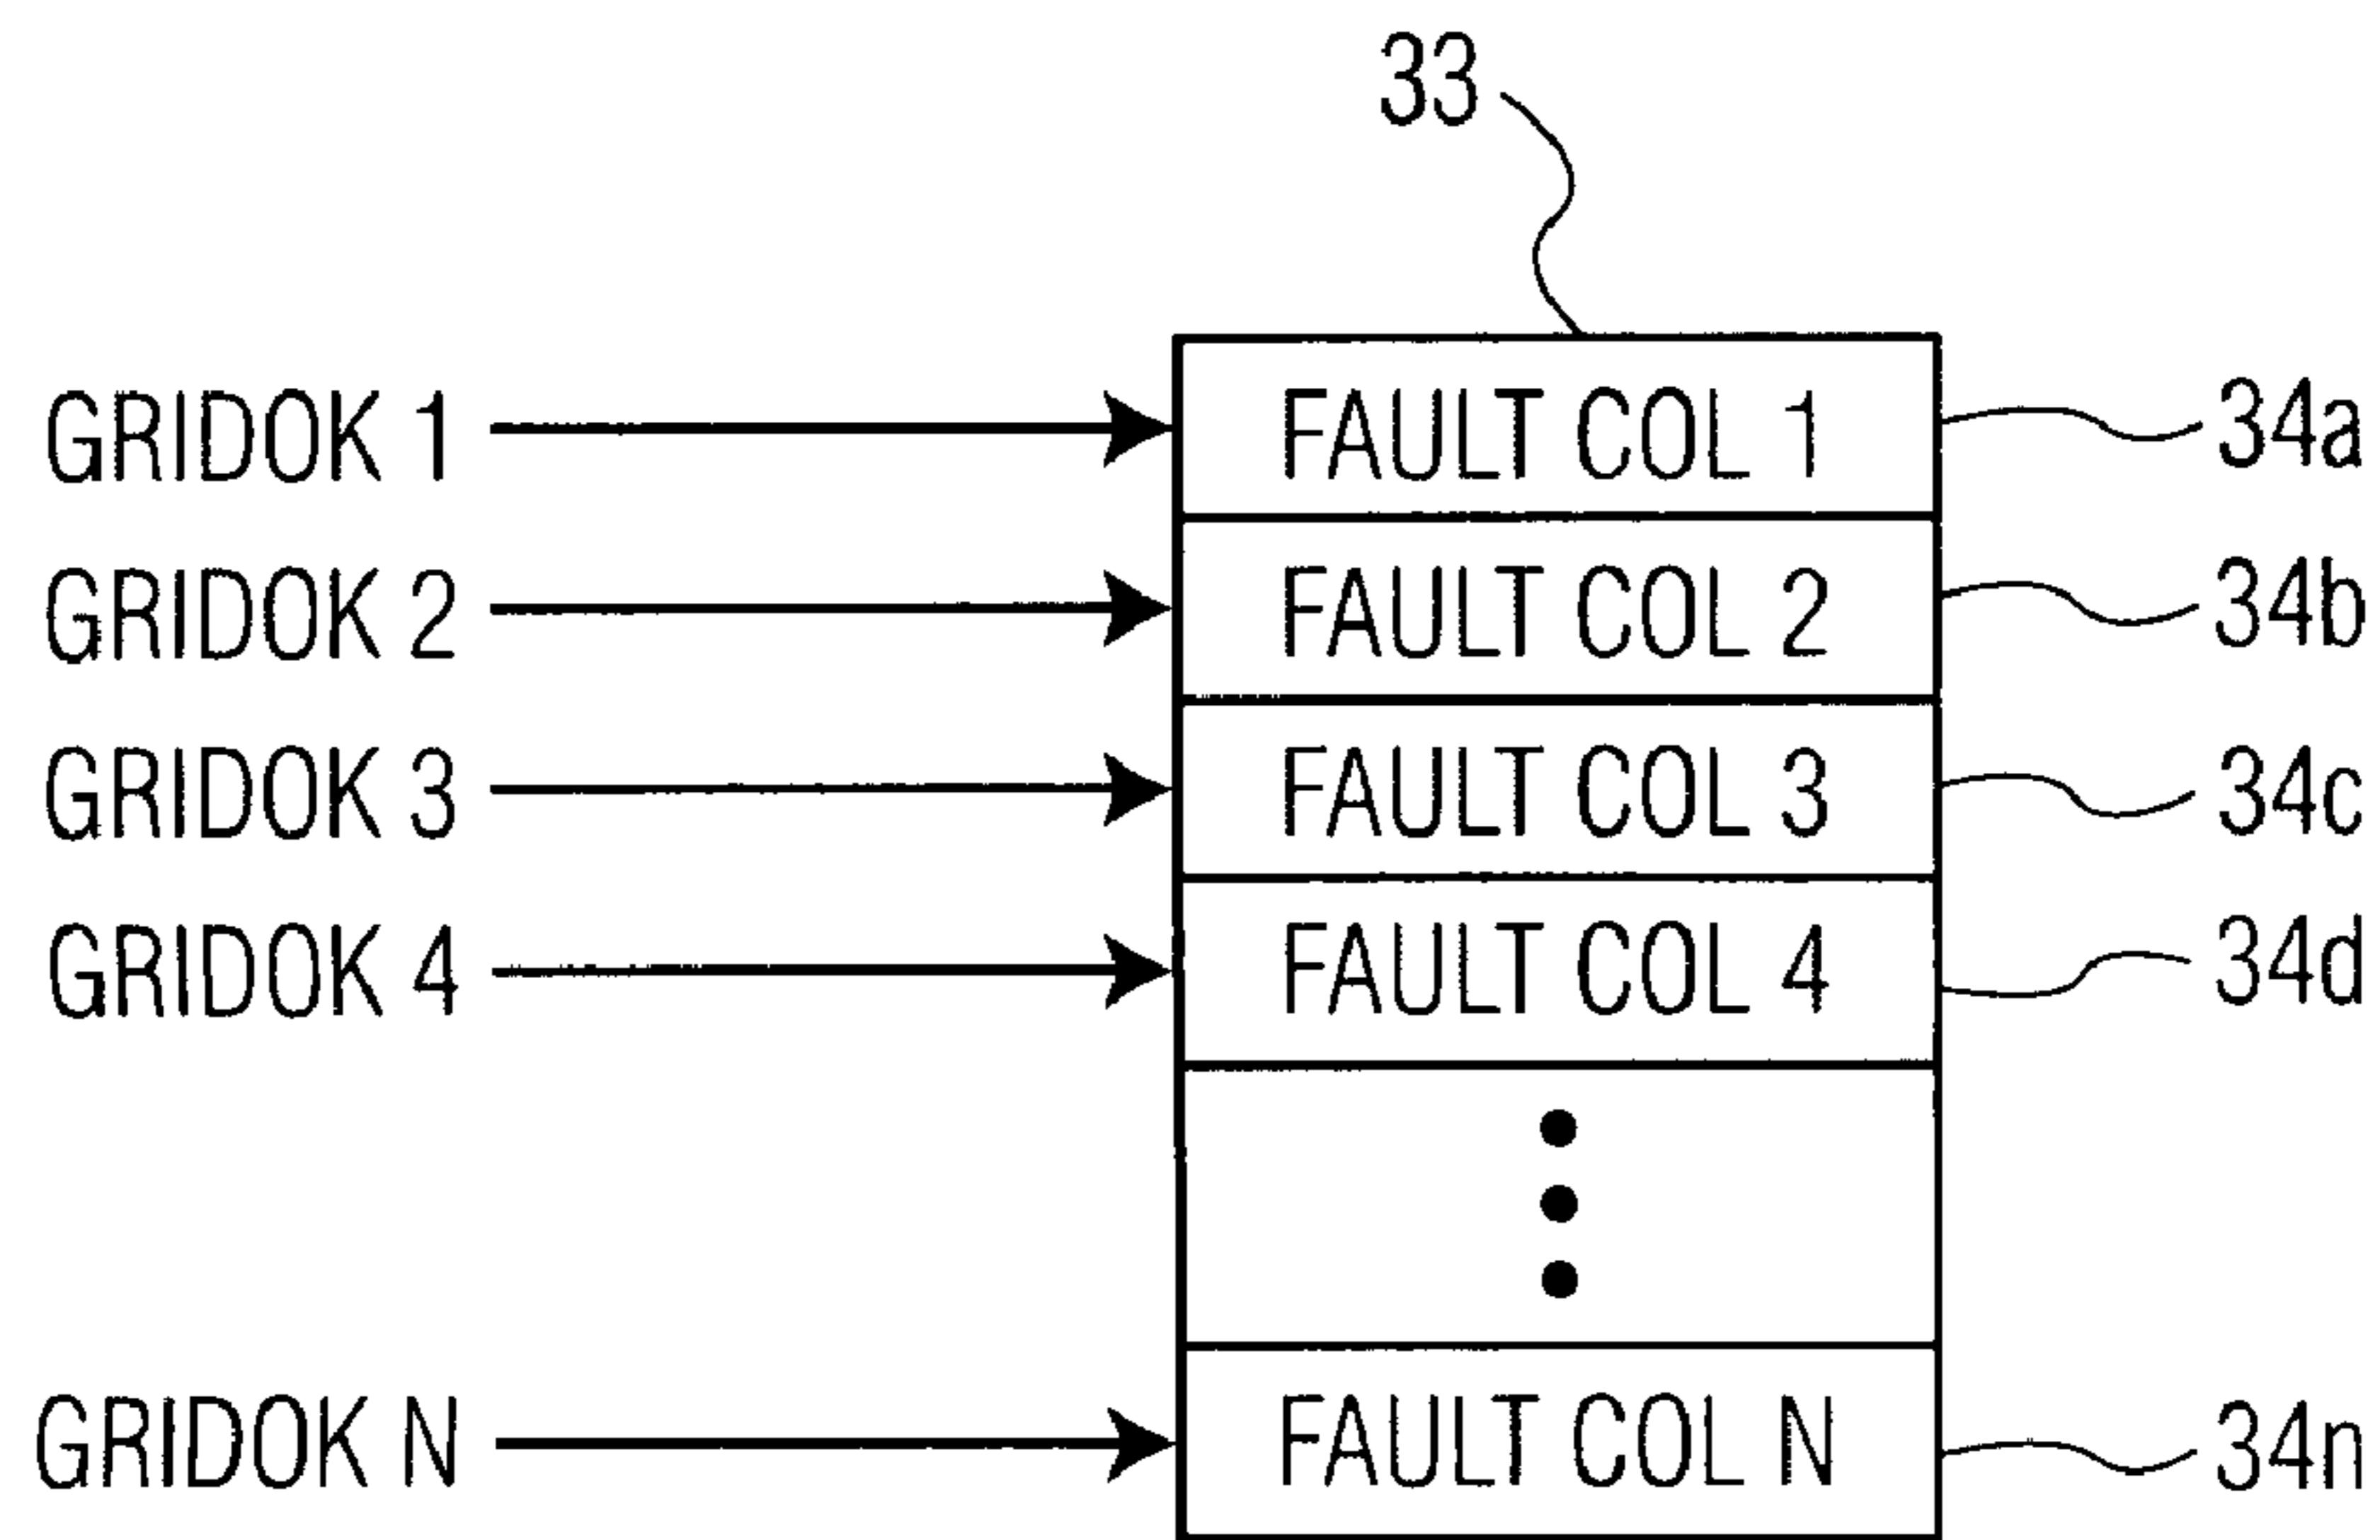 33
GRIDOK 1 FAULT COL 1 34a
GRIDOK 2 FAULT COL 2 34b
GRIDOK 3 FAULT COL 3 34c
GRIDOK 4 FAULT COL 4 34d
GRIDOK N FAULT COL N 34n